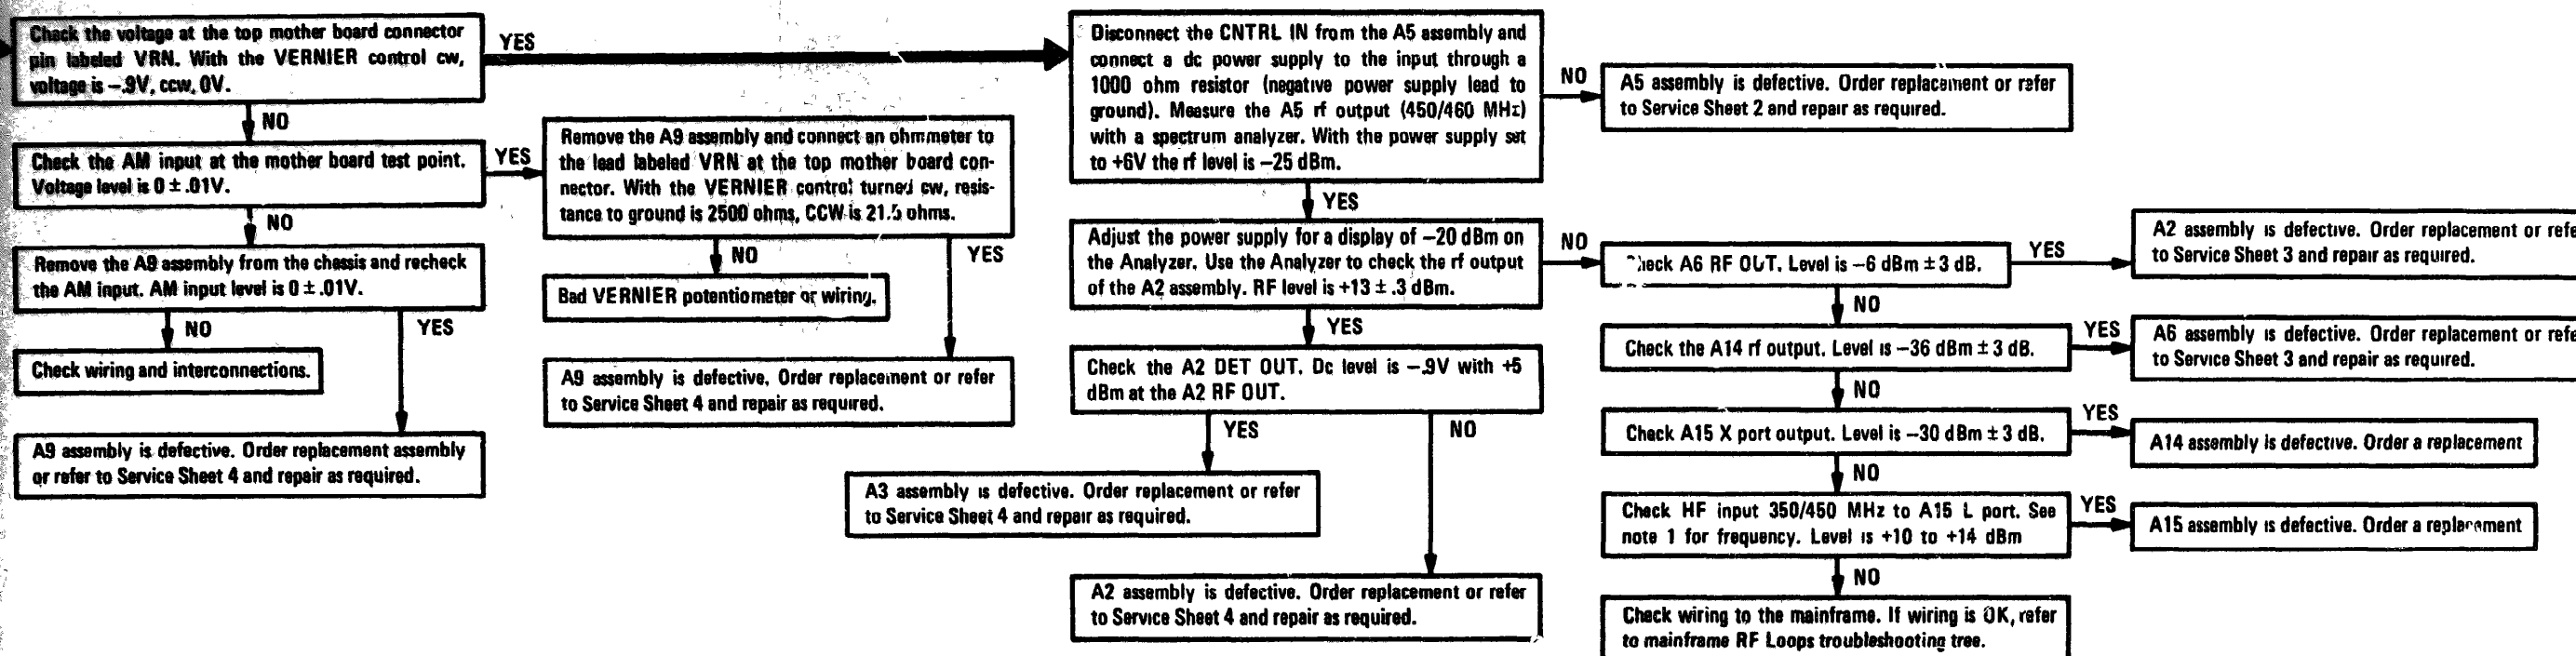 Check the voltage at the top mother board connector
pin labeled VRN. With the VERNIER control cw,
voltage is –.9V, ccw, 0V.
YES
NO
Check the AM input at the mother board test point.
Voltage level is 0 ± .01V.
YES
NO
Remove the A9 assembly from the chassis and recheck
the AM input. AM input level is 0 ± .01V.
NO
YES
Check wiring and interconnections.
A9 assembly is defective. Order replacement assembly
or refer to Service Sheet 4 and repair as required.
Remove the A9 assembly and connect an ohmmeter to
the lead labeled VRN at the top mother board con-
nector. With the VERNIER control turned cw, resis-
tance to ground is 2500 ohms, CCW is 21.5 ohms.
NO
YES
Bad VERNIER potentiometer or wiring.
A9 assembly is defective. Order replacement or refer
to Service Sheet 4 and repair as required.
Disconnect the CNTRL IN from the A5 assembly and
connect a dc power supply to the input through a
1000 ohm resistor (negative power supply lead to
ground). Measure the A5 rf output (450/460 MHz)
with a spectrum analyzer. With the power supply set
to +6V the rf level is –25 dBm.
NO
YES
A5 assembly is defective. Order replacement or refer
to Service Sheet 2 and repair as required.
Adjust the power supply for a display of –20 dBm on
the Analyzer. Use the Analyzer to check the rf output
of the A2 assembly. RF level is +13 ± .3 dBm.
NO
YES
Check the A2 DET OUT. Dc level is –.9V with +5
dBm at the A2 RF OUT.
YES
NO
A3 assembly is defective. Order replacement or refer
to Service Sheet 4 and repair as required.
A2 assembly is defective. Order replacement or refer
to Service Sheet 4 and repair as required.
Check A6 RF OUT. Level is –6 dBm ± 3 dB.
YES
NO
A2 assembly is defective. Order replacement or refe
to Service Sheet 3 and repair as required.
Check the A14 rf output. Level is –36 dBm ± 3 dB.
YES
NO
A6 assembly is defective. Order replacement or refe
to Service Sheet 3 and repair as required.
Check A15 X port output. Level is –30 dBm ± 3 dB.
YES
NO
A14 assembly is defective. Order a replacement
Check HF input 350/450 MHz to A15 L port. See
note 1 for frequency. Level is +10 to +14 dBm
YES
NO
A15 assembly is defective. Order a replacement
Check wiring to the mainframe. If wiring is OK, refer
to mainframe RF Loops troubleshooting tree.